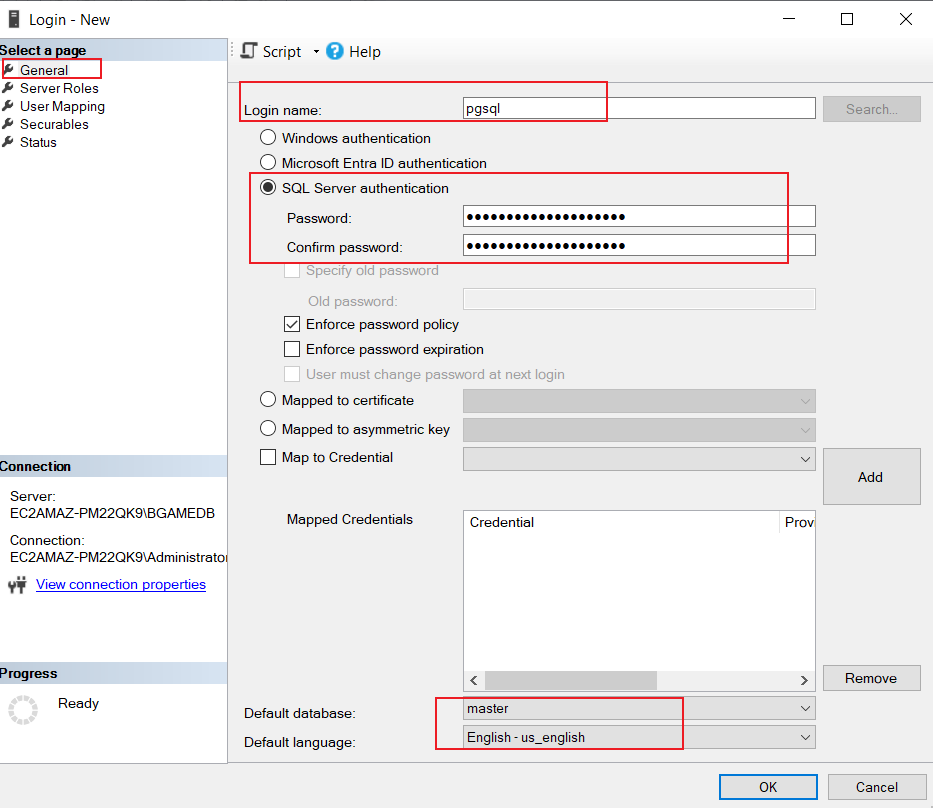 Login - New
Select a page
General
Server Roles
User Mapping
Securables
Status
Script
Help
Login name:
pgsql
Search...
Windows authentication
Microsoft Entra ID authentication
SQL Server authentication
Password:
●●●●●●●●●●●●●●●●●●●●
Confirm password:
●●●●●●●●●●●●●●●●●●●●
Specify old password
Old password:
Enforce password policy
Enforce password expiration
User must change password at next login
Mapped to certificate
Mapped to asymmetric key
Map to Credential
Add
Mapped Credentials
Credential
Provi
Remove
Default database:
master
Default language:
English - us_english
Connection
Server:
EC2AMAZ-PM22QK9\BGAMEDB
Connection:
EC2AMAZ-PM22QK9\Administrator
View connection properties
Progress
Ready
OK
Cancel